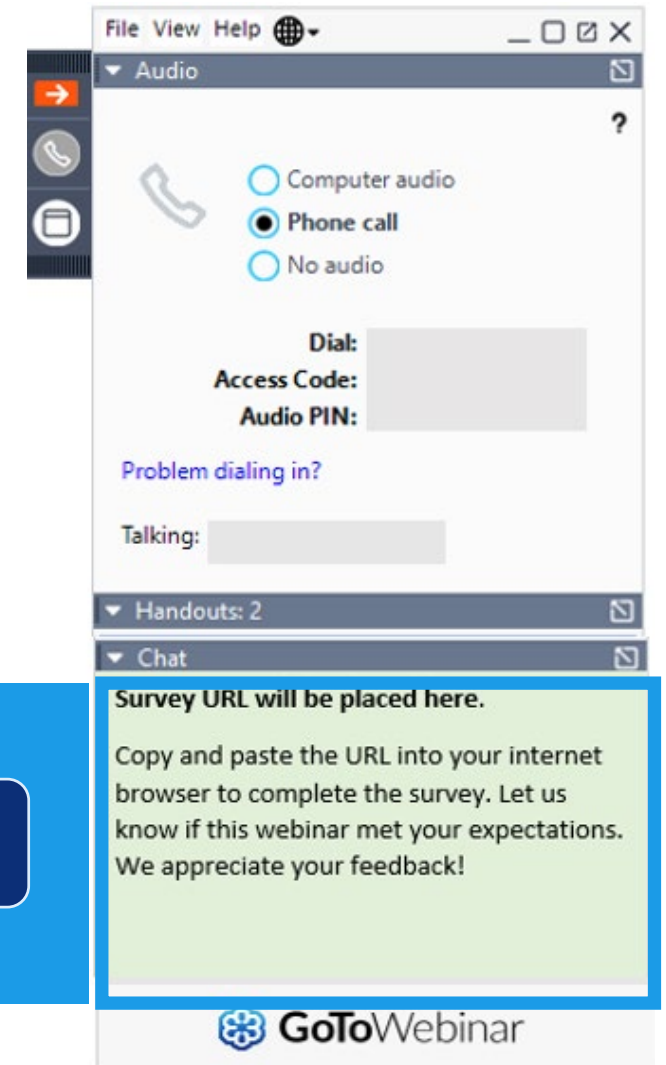 File View Help
Audio
?
Computer audio
Phone call
No audio
Dial:
Access Code:
Audio PIN:
Problem dialing in?
Talking:
Handouts: 2
Chat
Survey URL will be placed here.
Copy and paste the URL into your internet
browser to complete the survey. Let us
know if this webinar met your expectations.
We appreciate your feedback!
GoToWebinar